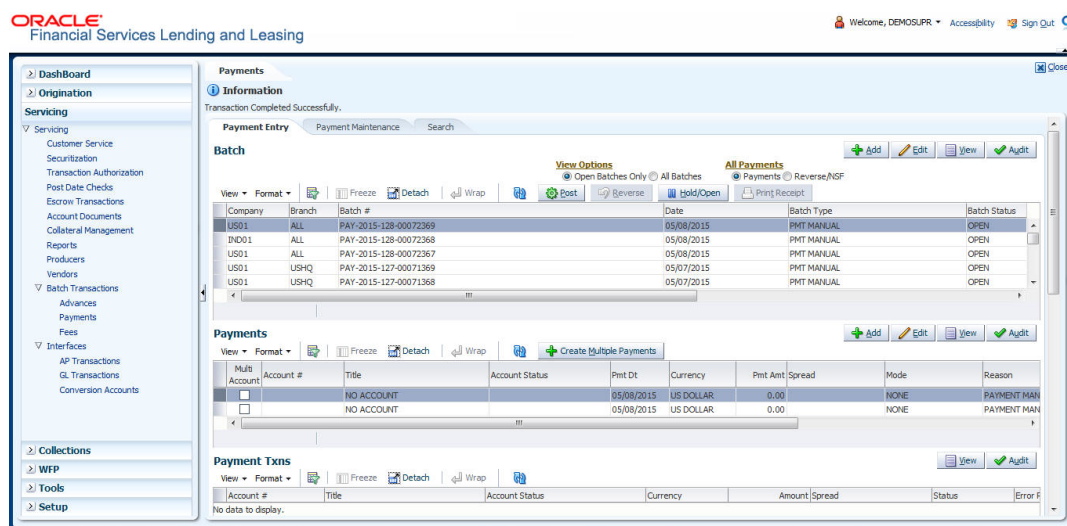 ORACLE®
Financial Services Lending and Leasing
Welcome, DEMOSUPR Accessibility Sign Out
DashBoard
Origination
Servicing
Servicing
Customer Service
Securitization
Transaction Authorization
Post Date Checks
Escrow Transactions
Account Documents
Collateral Management
Reports
Producers
Vendors
Batch Transactions
Advances
Payments
Fees
Interfaces
AP Transactions
GL Transactions
Conversion Accounts
Collections
WFP
Tools
Setup
Payments
Close
Information
Transaction Completed Successfully.
Payment Entry Payment Maintenance Search
Batch
Add Edit View Audit
View Options All Payments
Open Batches Only All Batches Payments Reverse/NSF
View Format Freeze Detach Wrap Post Reverse Hold/Open Print Receipt
Company Branch Batch # Date Batch Type Batch Status
US01 ALL PAY-2015-128-00072369 05/08/2015 PMT MANUAL OPEN
IND01 ALL PAY-2015-128-00072368 05/08/2015 PMT MANUAL OPEN
US01 ALL PAY-2015-128-00072367 05/08/2015 PMT MANUAL OPEN
US01 USHQ PAY-2015-127-00071369 05/07/2015 PMT MANUAL OPEN
US01 USHQ PAY-2015-127-00071368 05/07/2015 PMT MANUAL OPEN
Payments
Add Edit View Audit
View Format Freeze Detach Wrap Create Multiple Payments
Multi Account Account # Title Account Status Pmt Dt Currency Pmt Amt Spread Mode Reason
NO ACCOUNT 05/08/2015 US DOLLAR 0.00 NONE PAYMENT MAN
NO ACCOUNT 05/08/2015 US DOLLAR 0.00 NONE PAYMENT MAN
Payment Txns
View Audit
View Format Freeze Detach Wrap
Account # Title Account Status Currency Amount Spread Status Error
No data to display.